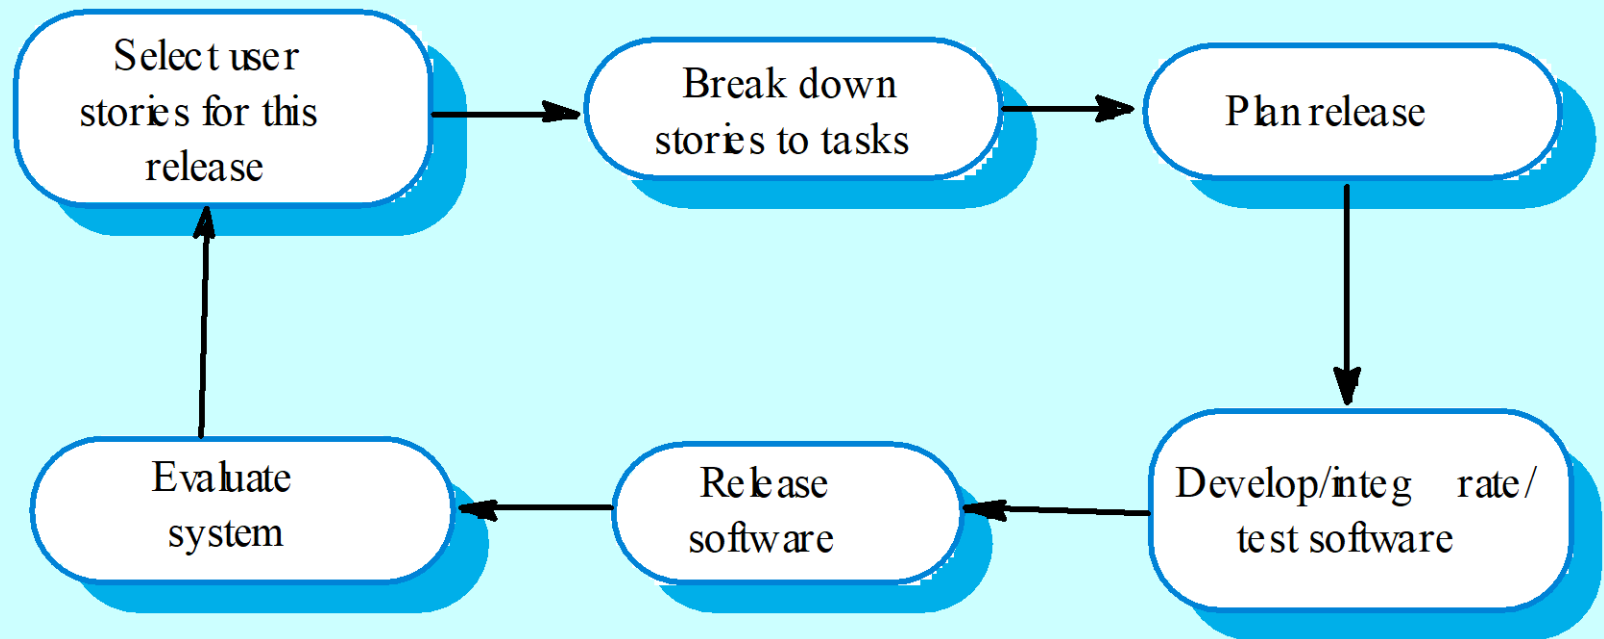 Select user
stories for this
release
Break down
stories to tasks
Plan release
Evaluate
system
Release
software
Develop/integ rate/
test software